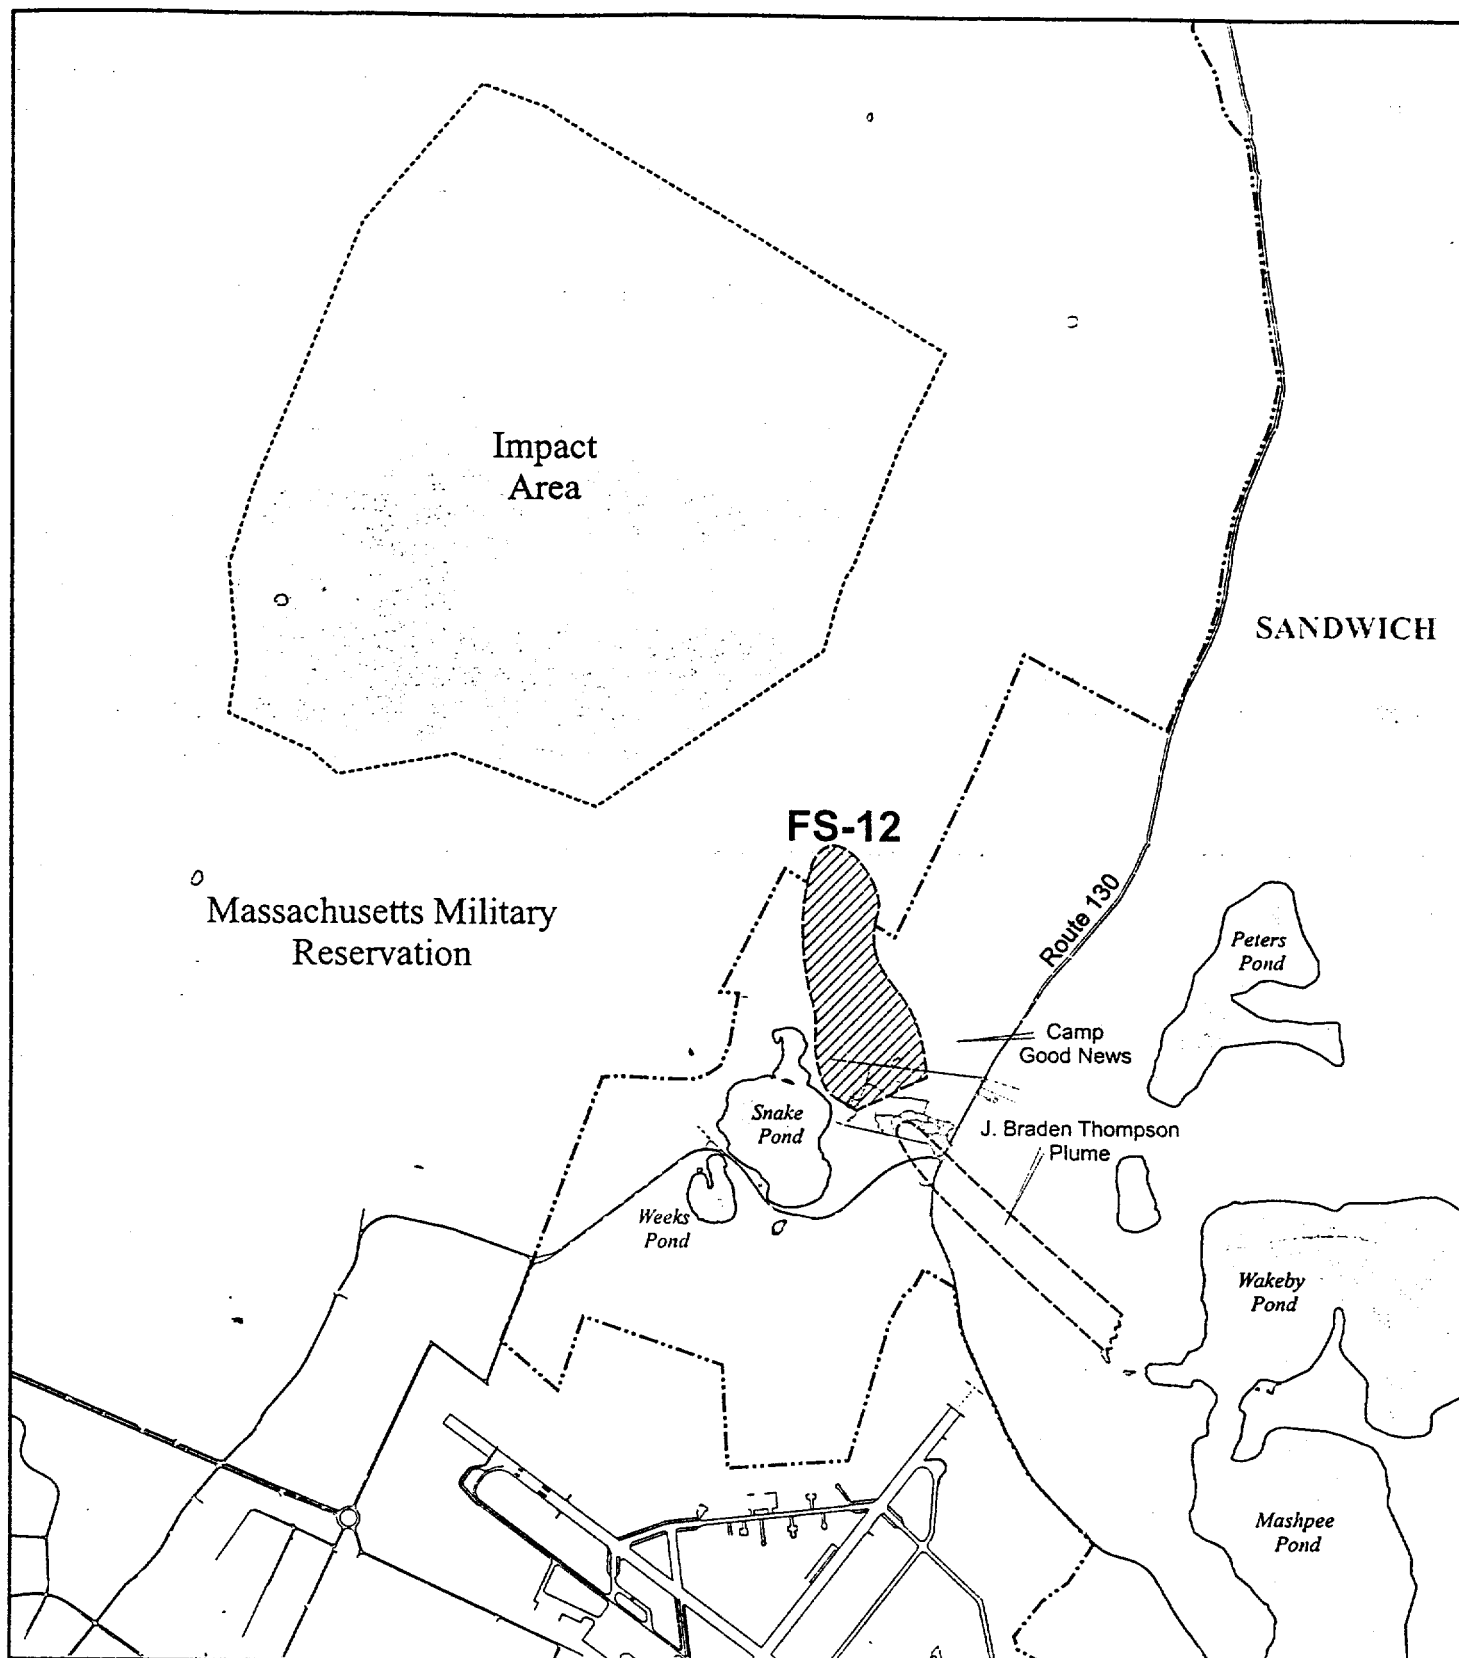 Impact
Area
SANDWICH
FS-12
Massachusetts Military
Reservation
Route 130
Peters
Pond
Camp
Good News
Snake
Pond
J. Braden Thompson
Plume
Weeks
Pond
Wakeby
Pond
Mashpee
Pond